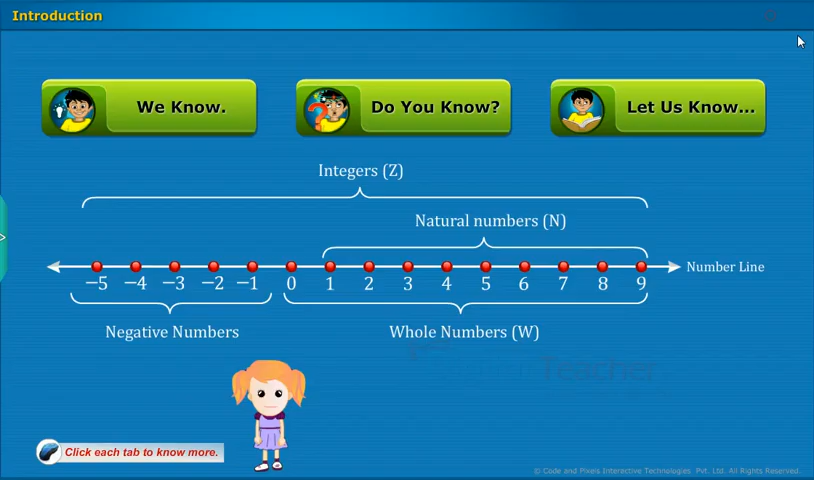 Introduction
We Know.
Do You Know?
Let Us Know...
Integers (Z)
Natural numbers (N)
Number Line
−5 −4 −3 −2 −1 0 1 2 3 4 5 6 7 8 9
Negative Numbers
Whole Numbers (W)
Teacher
Click each tab to know more.
© Code and Pixels Interactive Technologies. Pvt. Ltd. All Rights Reserved.